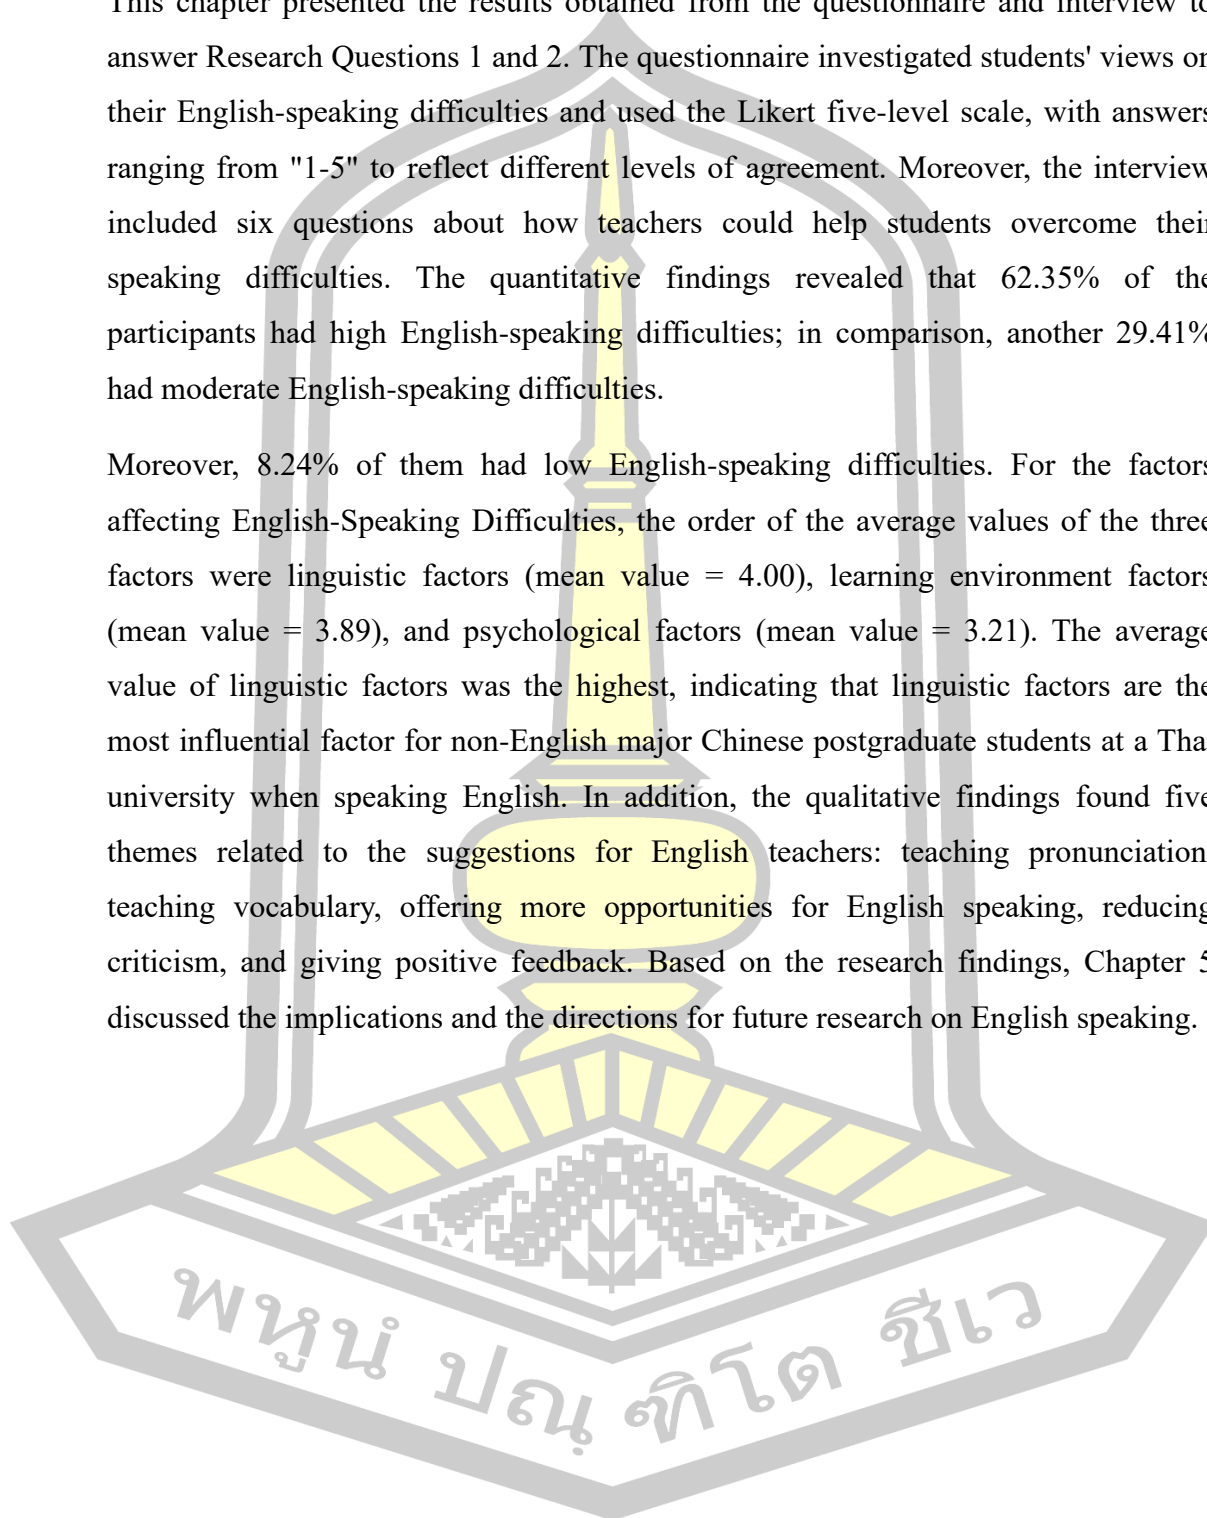 This chapter presented the results obtained from the questionnaire and interview to
answer Research Questions 1 and 2. The questionnaire investigated students' views on
their English-speaking difficulties and used the Likert five-level scale, with answers
ranging from "1-5" to reflect different levels of agreement. Moreover, the interview
included six questions about how teachers could help students overcome their
speaking difficulties. The quantitative findings revealed that 62.35% of the
participants had high English-speaking difficulties; in comparison, another 29.41%
had moderate English-speaking difficulties.
Moreover, 8.24% of them had low English-speaking difficulties. For the factors
affecting English-Speaking Difficulties, the order of the average values of the three
factors were linguistic factors (mean value = 4.00), learning environment factors
(mean value = 3.89), and psychological factors (mean value = 3.21). The average
value of linguistic factors was the highest, indicating that linguistic factors are the
most influential factor for non-English major Chinese postgraduate students at a Tha
university when speaking English. In addition, the qualitative findings found five
themes related to the suggestions for English teachers: teaching pronunciation,
teaching vocabulary, offering more opportunities for English speaking, reducing
criticism, and giving positive feedback. Based on the research findings, Chapter 5
discussed the implications and the directions for future research on English speaking.
พหูนํ ปณฺฑิโต ชีเว